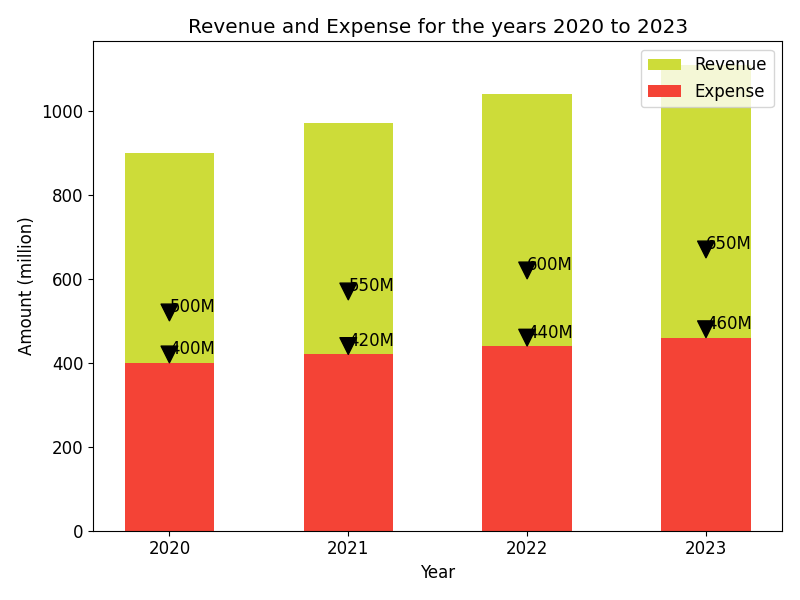 Revenue and Expense for the years 2020 to 2023
Revenue
Expense
Amount (million)
1000
800
600
400
200
0
500M
550M
600M
650M
400M
420M
440M
460M
2020
2021
2022
2023
Year